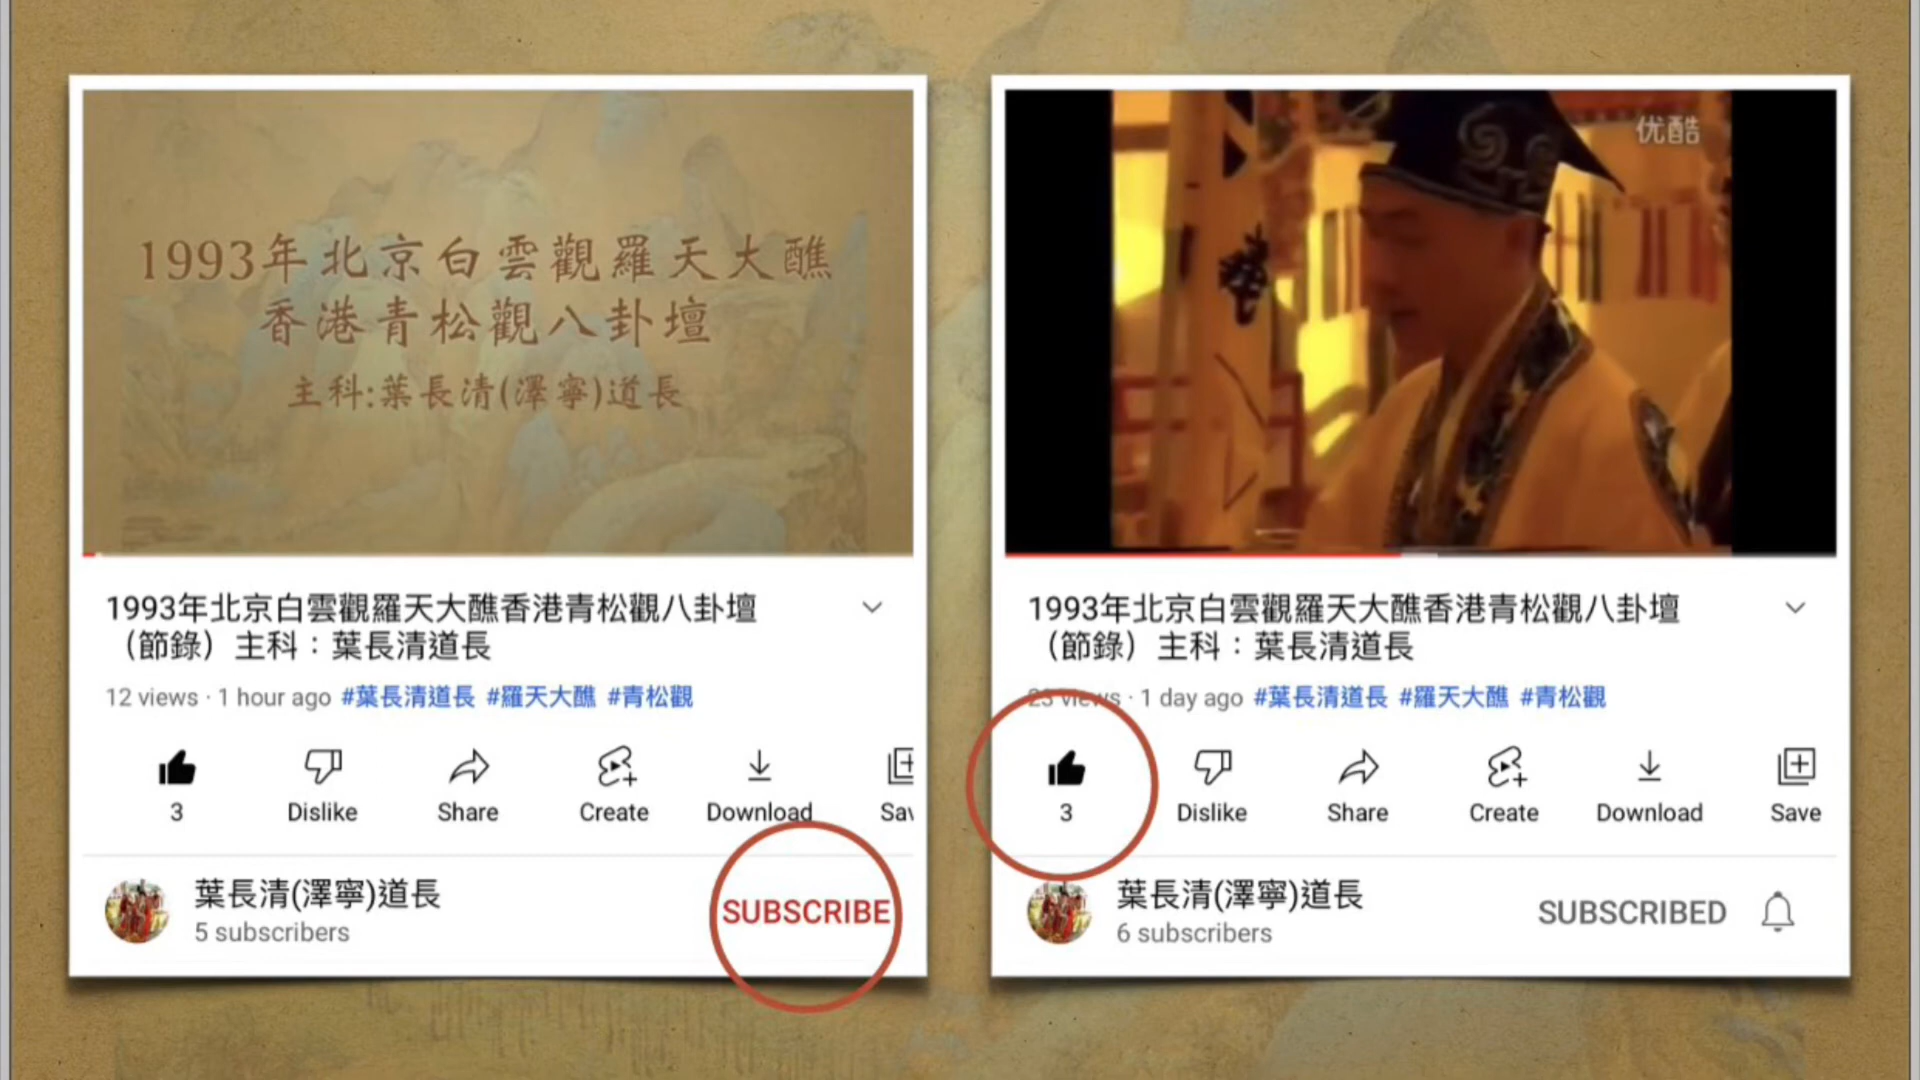 1993年北京白雲觀羅天大醮
香港青松觀八卦壇
主科:葉長清(澤寧)道長
1993年北京白雲觀羅天大醮香港青松觀八卦壇
（節錄）主科：葉長清道長
12 views · 1 hour ago #葉長清道長 #羅天大醮 #青松觀
3
Dislike
Share
Create
Download
Sav
葉長清(澤寧)道長
5 subscribers
SUBSCRIBE
优酷
1993年北京白雲觀羅天大醮香港青松觀八卦壇
（節錄）主科：葉長清道長
23 views · 1 day ago #葉長清道長 #羅天大醮 #青松觀
3
Dislike
Share
Create
Download
Save
葉長清(澤寧)道長
6 subscribers
SUBSCRIBED